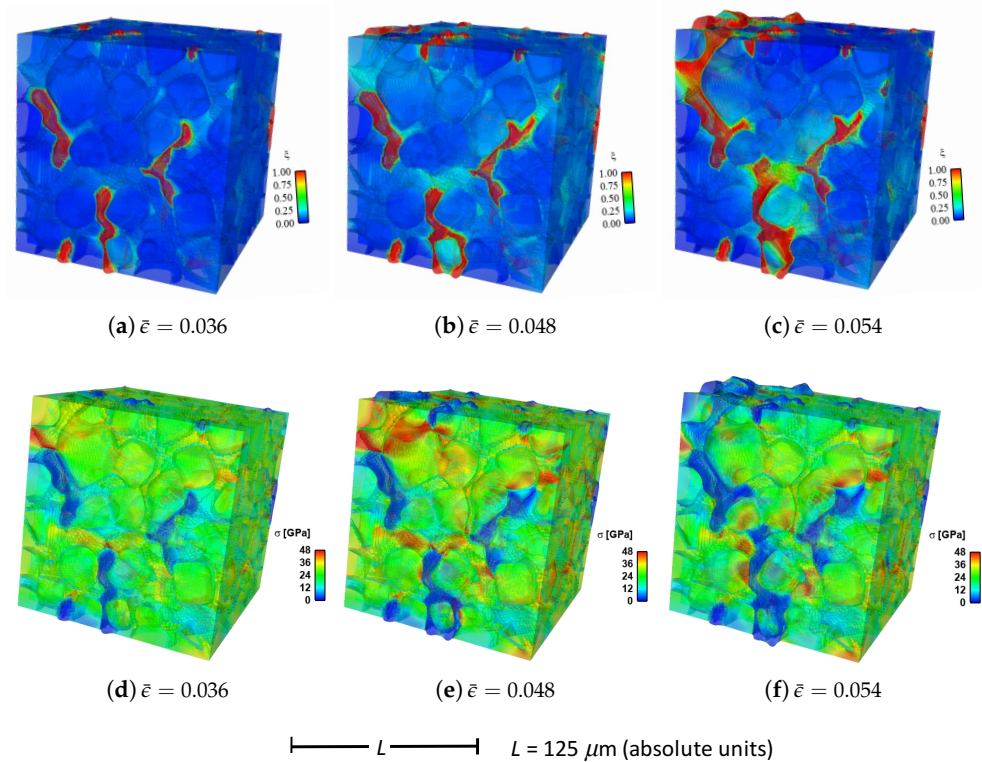 ξ
1.00
0.75
0.50
0.25
0.00
ξ
1.00
0.75
0.50
0.25
0.00
ξ
1.00
0.75
0.50
0.25
0.00
(a) ε̄ = 0.036
(b) ε̄ = 0.048
(c) ε̄ = 0.054
σ [GPa]
48
36
24
12
0
σ [GPa]
48
36
24
12
0
σ [GPa]
48
36
24
12
0
(d) ε̄ = 0.036
(e) ε̄ = 0.048
(f) ε̄ = 0.054
L
L = 125 μm (absolute units)